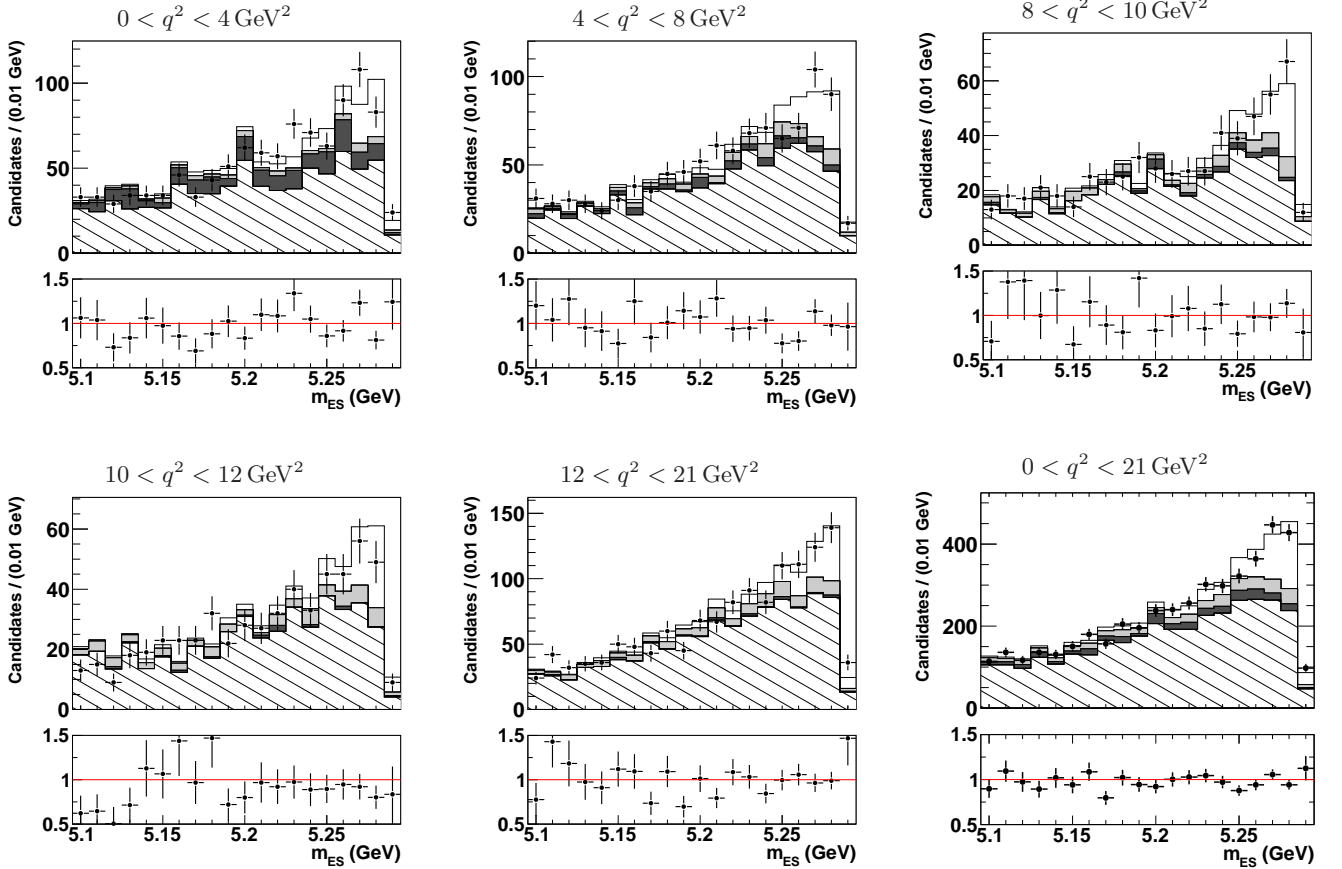 0 < q² < 4 GeV²
Candidates / (0.01 GeV)
100
50
0
1.5
1
0.5
5.1 5.15 5.2 5.25
m_ES (GeV)
4 < q² < 8 GeV²
Candidates / (0.01 GeV)
100
50
0
1.5
1
0.5
5.1 5.15 5.2 5.25
m_ES (GeV)
8 < q² < 10 GeV²
Candidates / (0.01 GeV)
60
40
20
0
1.5
1
0.5
5.1 5.15 5.2 5.25
m_ES (GeV)
10 < q² < 12 GeV²
Candidates / (0.01 GeV)
60
40
20
0
1.5
1
0.5
5.1 5.15 5.2 5.25
m_ES (GeV)
12 < q² < 21 GeV²
Candidates / (0.01 GeV)
150
100
50
0
1.5
1
0.5
5.1 5.15 5.2 5.25
m_ES (GeV)
0 < q² < 21 GeV²
Candidates / (0.01 GeV)
400
200
0
1.5
1
0.5
5.1 5.15 5.2 5.25
m_ES (GeV)